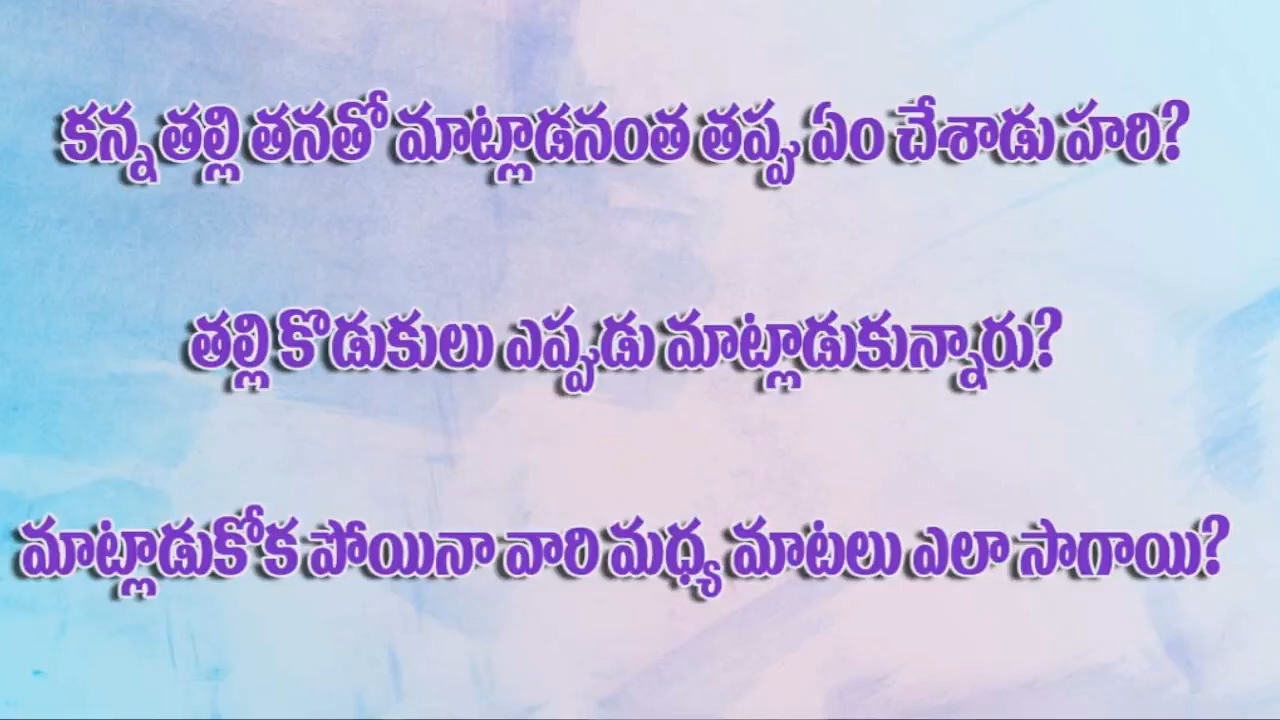 కన్న తల్లి తనతో మాట్లాడనంత తప్పు ఏం చేశాడు హరి?
తల్లి కొడుకులు ఎప్పుడు మాట్లాడుకున్నారు?
మాట్లాడుకోక పోయినా వారి మధ్య మాటలు ఎలా సాగాయి?